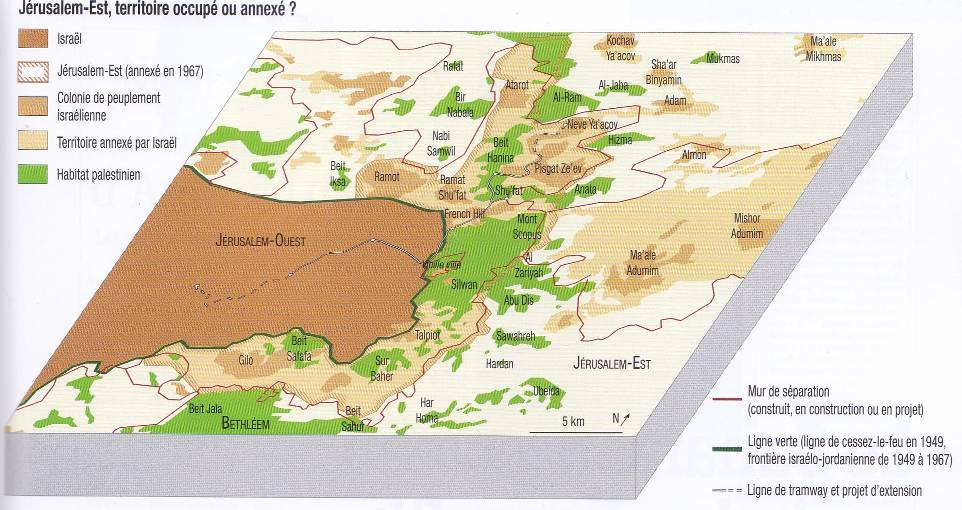 Jérusalem-Est, territoire occupé ou annexé ?
Israël
Jérusalem-Est (annexé en 1967)
Colonie de peuplement
israélienne
Territoire annexé par Israël
Habitat palestinien
Kochav
Ya'acov
Ma'ale
Mikhmas
Mukmas
Sha'ar
Binyamin
Rafat
Atarot
Al-Jaba
Adam
Bir
Nabala
Al-Ram
Neve Ya'acov
Nabi
Samwil
Beit
Hanina
Hizma
Almon
Beit
Iksa
Ramot
Ramat
Shu'fat
Pisgat Ze'ev
Shu'fat
Anata
French Hill
Mont
Scopus
Mishor
Adumim
JÉRUSALEM-OUEST
Vieille ville
Al
Zariyah
Ma'ale
Adumim
Silwan
Abu Dis
Talpiot
Sawahreh
Beit
Safafa
Gilo
Sur
Baher
Hardan
JÉRUSALEM-EST
Ubeida
Beit Jala
BETHLÉEM
Beit
Sahur
Har
Homa
5 km
N
Mur de séparation
(construit, en construction ou en projet)
Ligne verte (ligne de cessez-le-feu en 1949,
frontière israélo-jordanienne de 1949 à 1967)
Ligne de tramway et projet d'extension